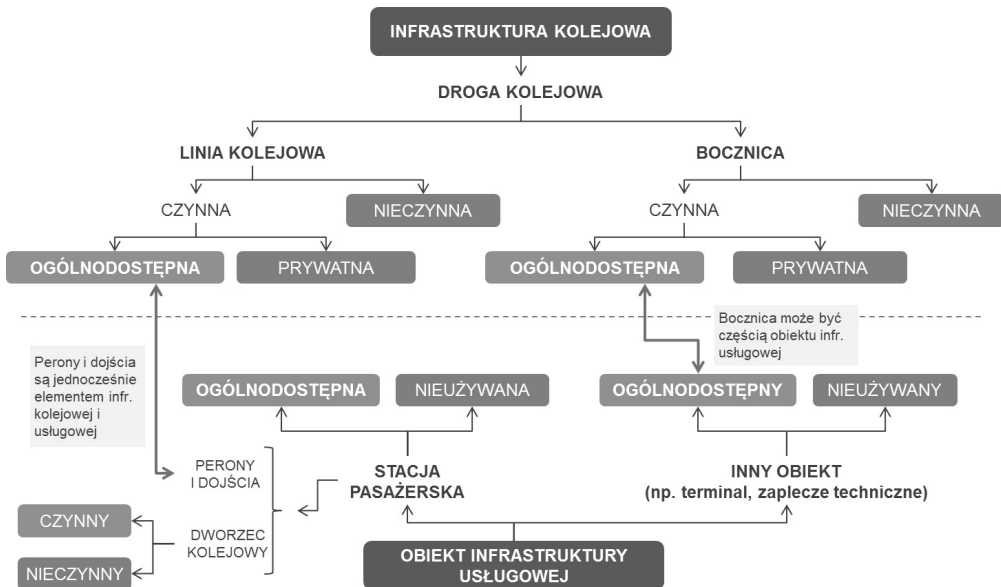 INFRASTRUKTURA KOLEJOWA
DROGA KOLEJOWA
LINIA KOLEJOWA
BOCZNICA
CZYNNA
NIECZYNNA
CZYNNA
NIECZYNNA
OGÓLNODOSTĘPNA
PRYWATNA
OGÓLNODOSTĘPNA
PRYWATNA
Bocznica może być
częścią obiektu infr.
usługowej
Perony i dojścia
są jednocześnie
elementem infr.
kolejowej i
usługowej
OGÓLNODOSTĘPNA
NIEUŻYWANA
OGÓLNODOSTĘPNY
NIEUŻYWANY
PERONY
I DOJŚCIA
STACJA
PASAŻERSKA
INNY OBIEKT
(np. terminal, zaplecze techniczne)
CZYNNY
DWORZEC
KOLEJOWY
NIECZYNNY
OBIEKT INFRASTRUKTURY
USŁUGOWEJ